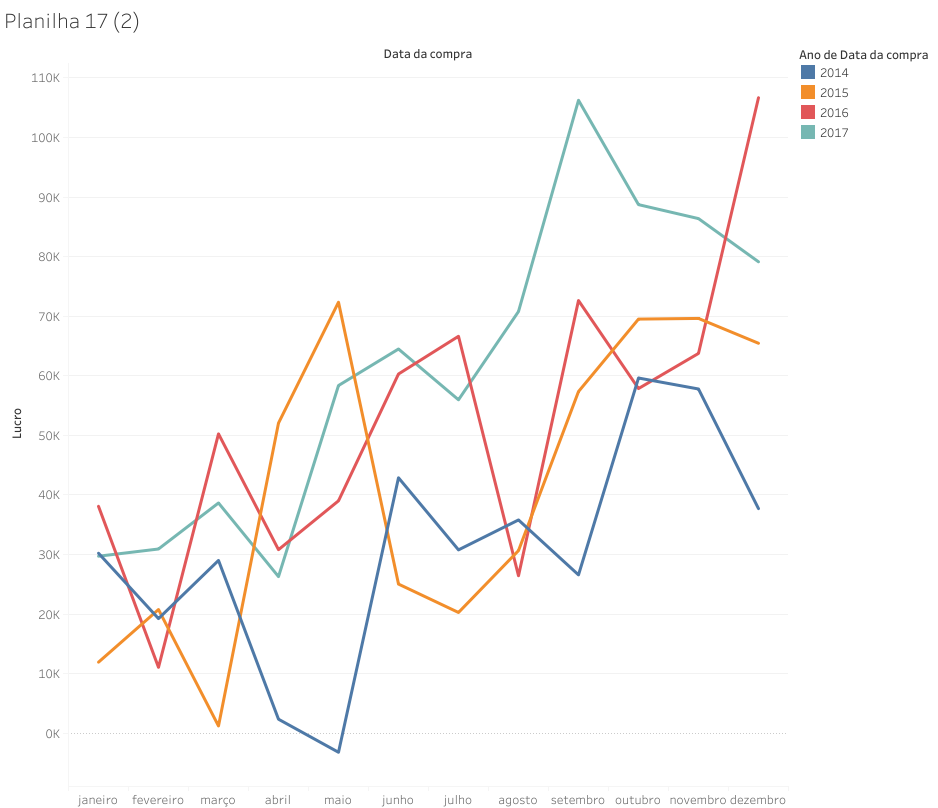 Planilha 17 (2)
Data da compra
Ano de Data da compra
2014
2015
2016
2017
110K
100K
90K
80K
70K
60K
50K
40K
30K
20K
10K
0K
Lucro
janeiro fevereiro março abril maio junho julho agosto setembro outubro novembro dezembro